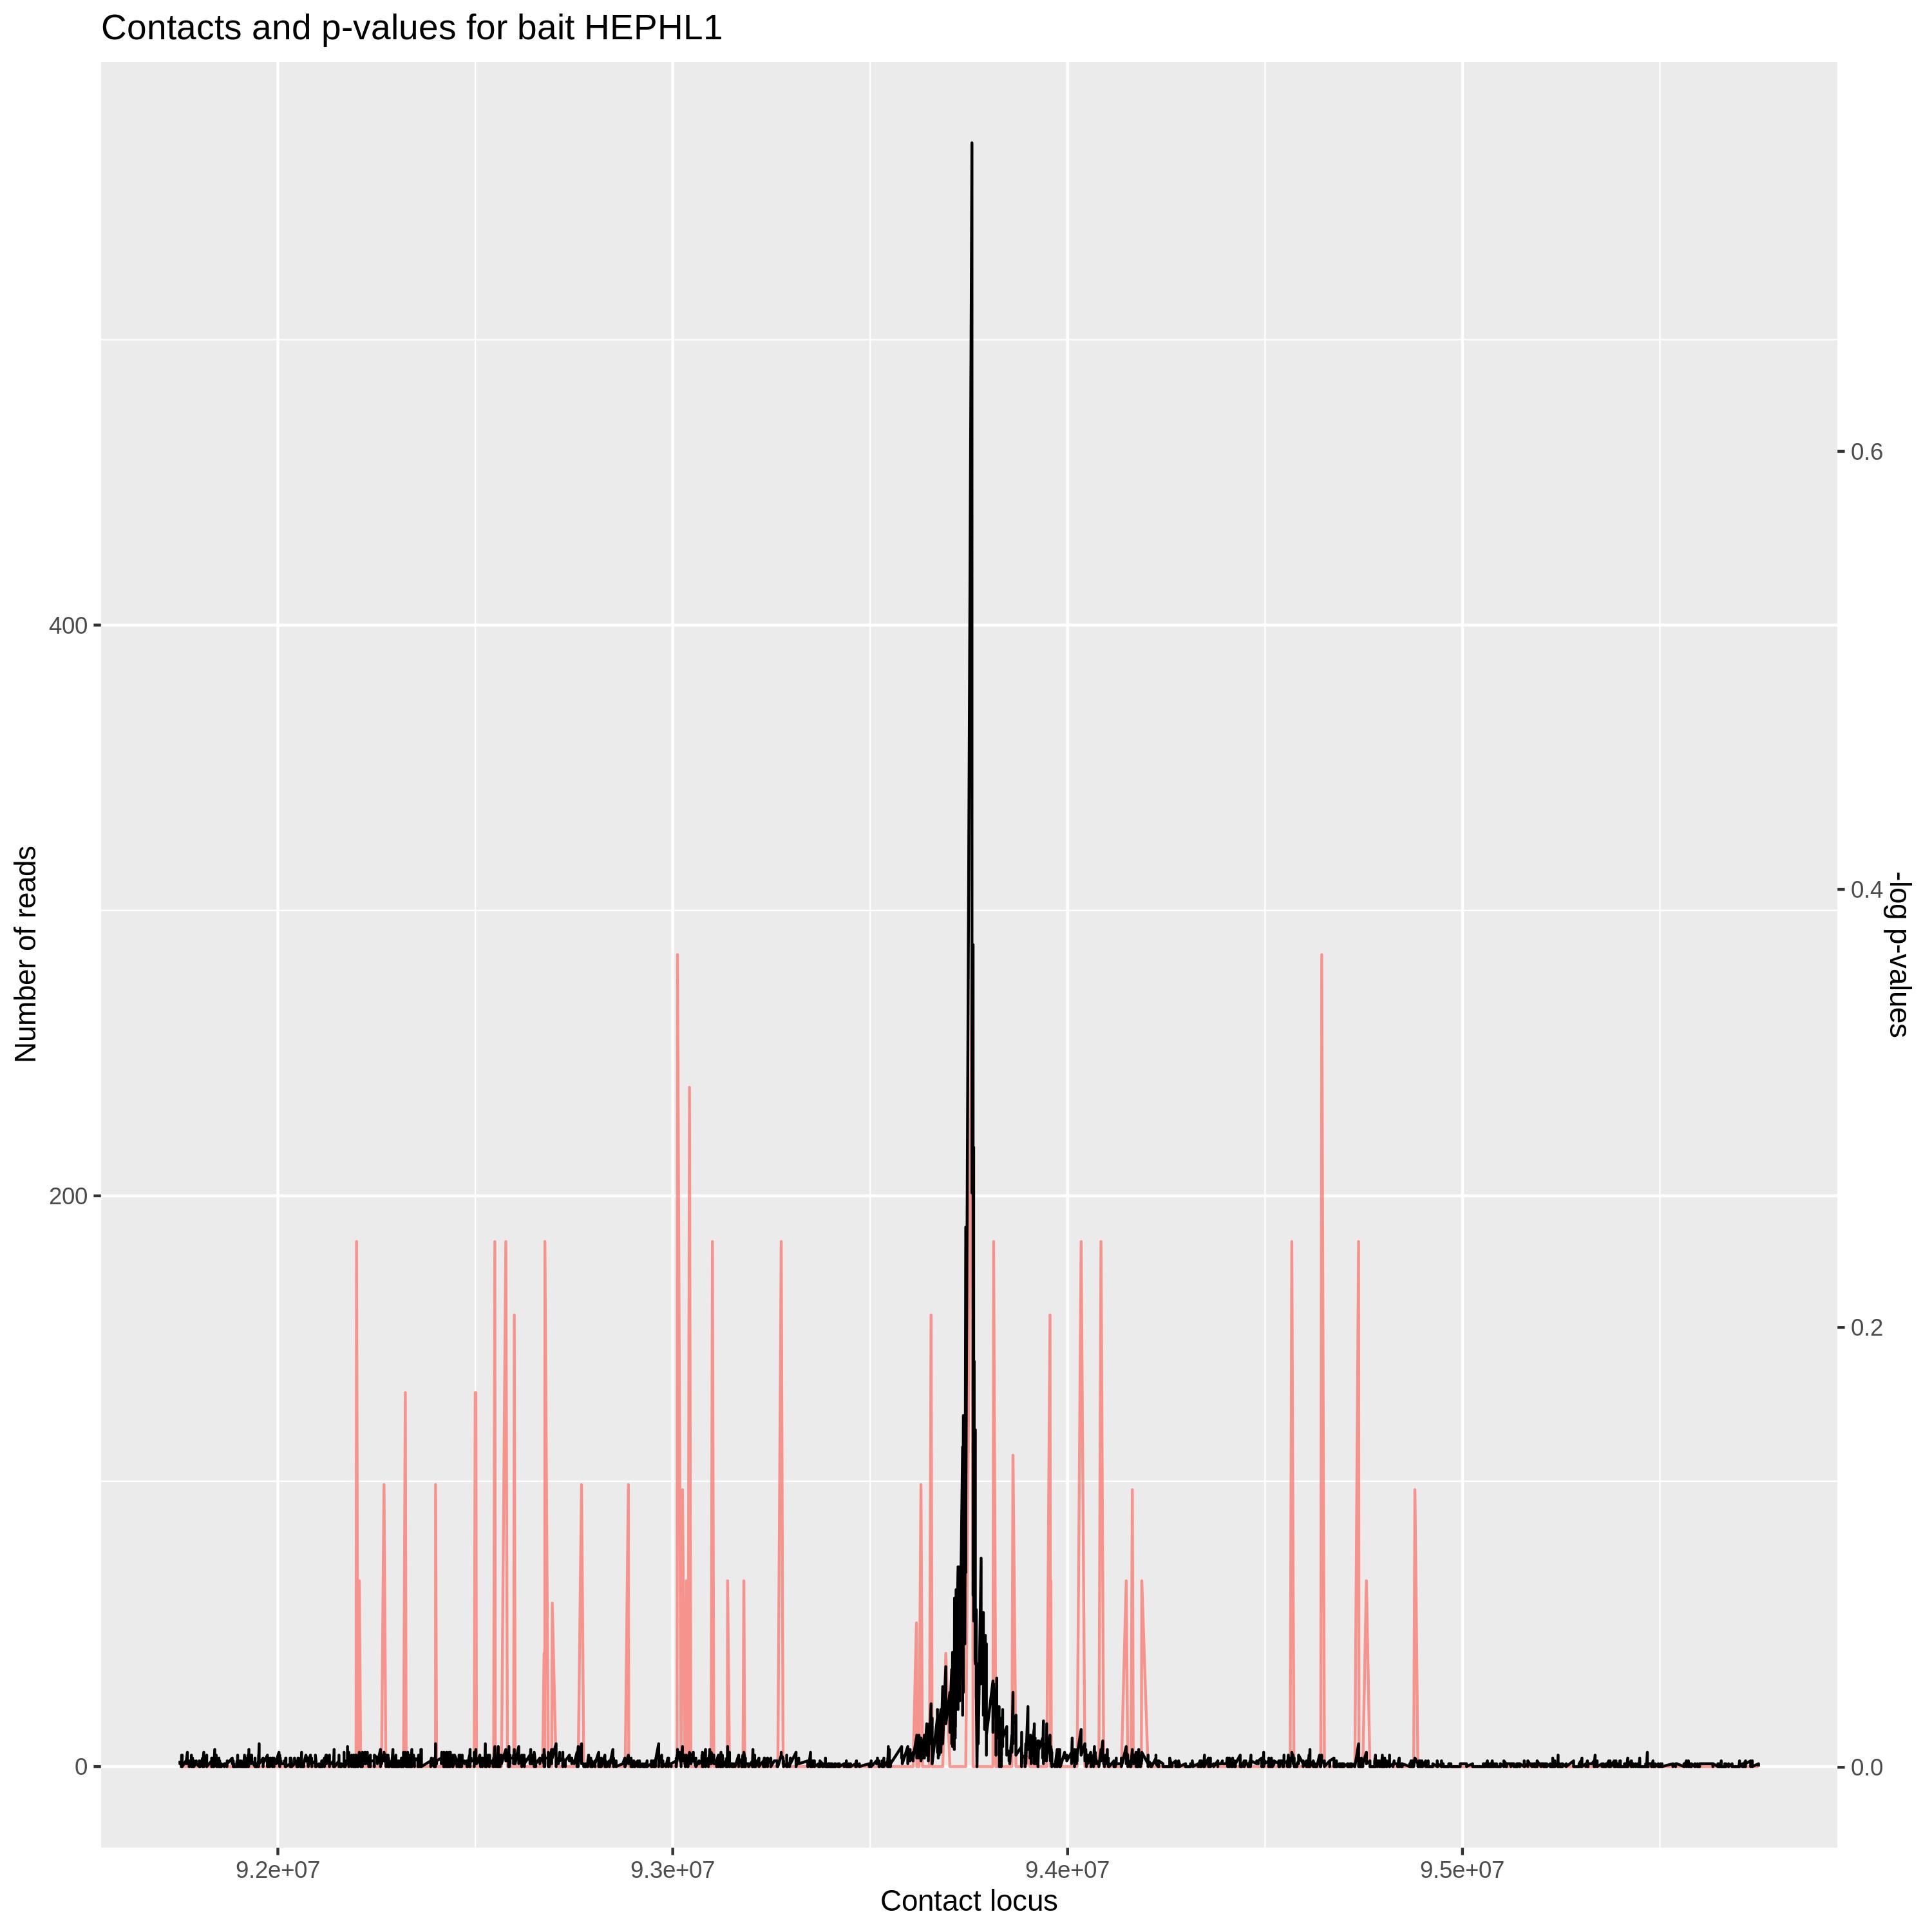 Contacts and p-values for bait HEPHL1
Number of reads
400
200
0
0.6
0.4
0.2
0.0
-log p-values
9.2e+07
9.3e+07
9.4e+07
9.5e+07
Contact locus